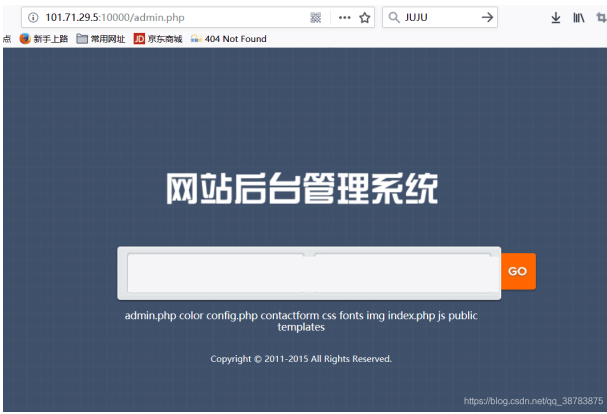 101.71.29.5:10000/admin.php JUJU
点 新手上路 常用网址 JD 京东商城 404 Not Found
网站后台管理系统
GO
admin.php color config.php contactform css fonts img index.php js public
templates
Copyright © 2011-2015 All Rights Reserved.
https://blog.csdn.net/qq_38783875